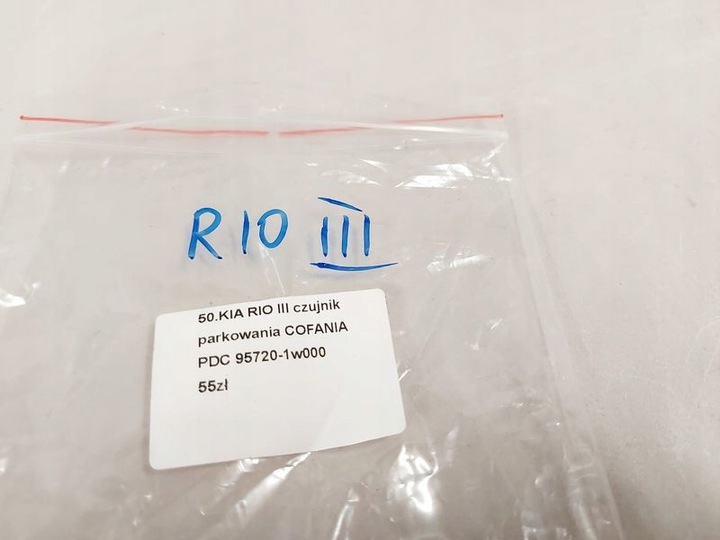 RIO III
50.KIA RIO III czujnik
parkowania COFANIA
PDC 95720-1w000
55zł